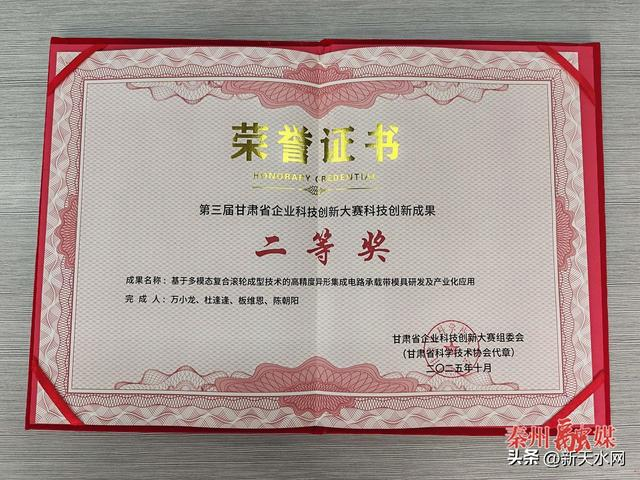 荣誉证书
HONORARY CREDENTIAL
第三届甘肃省企业科技创新大赛科技创新成果
二等奖
成果名称：基于多模态复合滚轮成型技术的高精度异形集成电路承载带模具研发及产业化应用
完成人：万小龙、杜逢逢、板维恩、陈朝阳
甘肃省企业科技创新大赛组委会
（甘肃省科学技术协会代章）
二〇二五年十月
秦州融媒
头条 @新天水网